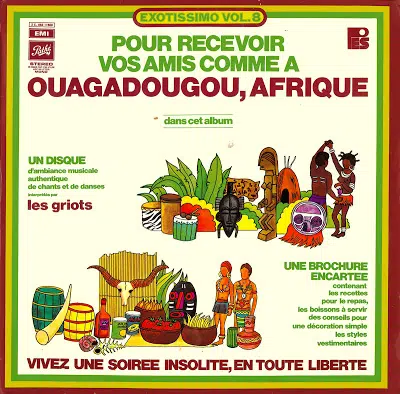 EXOTISSIMO VOL.8
EMI
Pathé
STEREO
MONO
PES
POUR RECEVOIR
VOS AMIS COMME A
OUAGADOUGOU, AFRIQUE
dans cet album
UN DISQUE
d'ambiance musicale
authentique
de chants et de danses
interprétés par
les griots
UNE BROCHURE
ENCARTEE
contenant
les recettes
pour le repas,
les boissons à servir
des conseils pour
une décoration simple
les styles
vestimentaires
VIVEZ UNE SOIREE INSOLITE, EN TOUTE LIBERTE